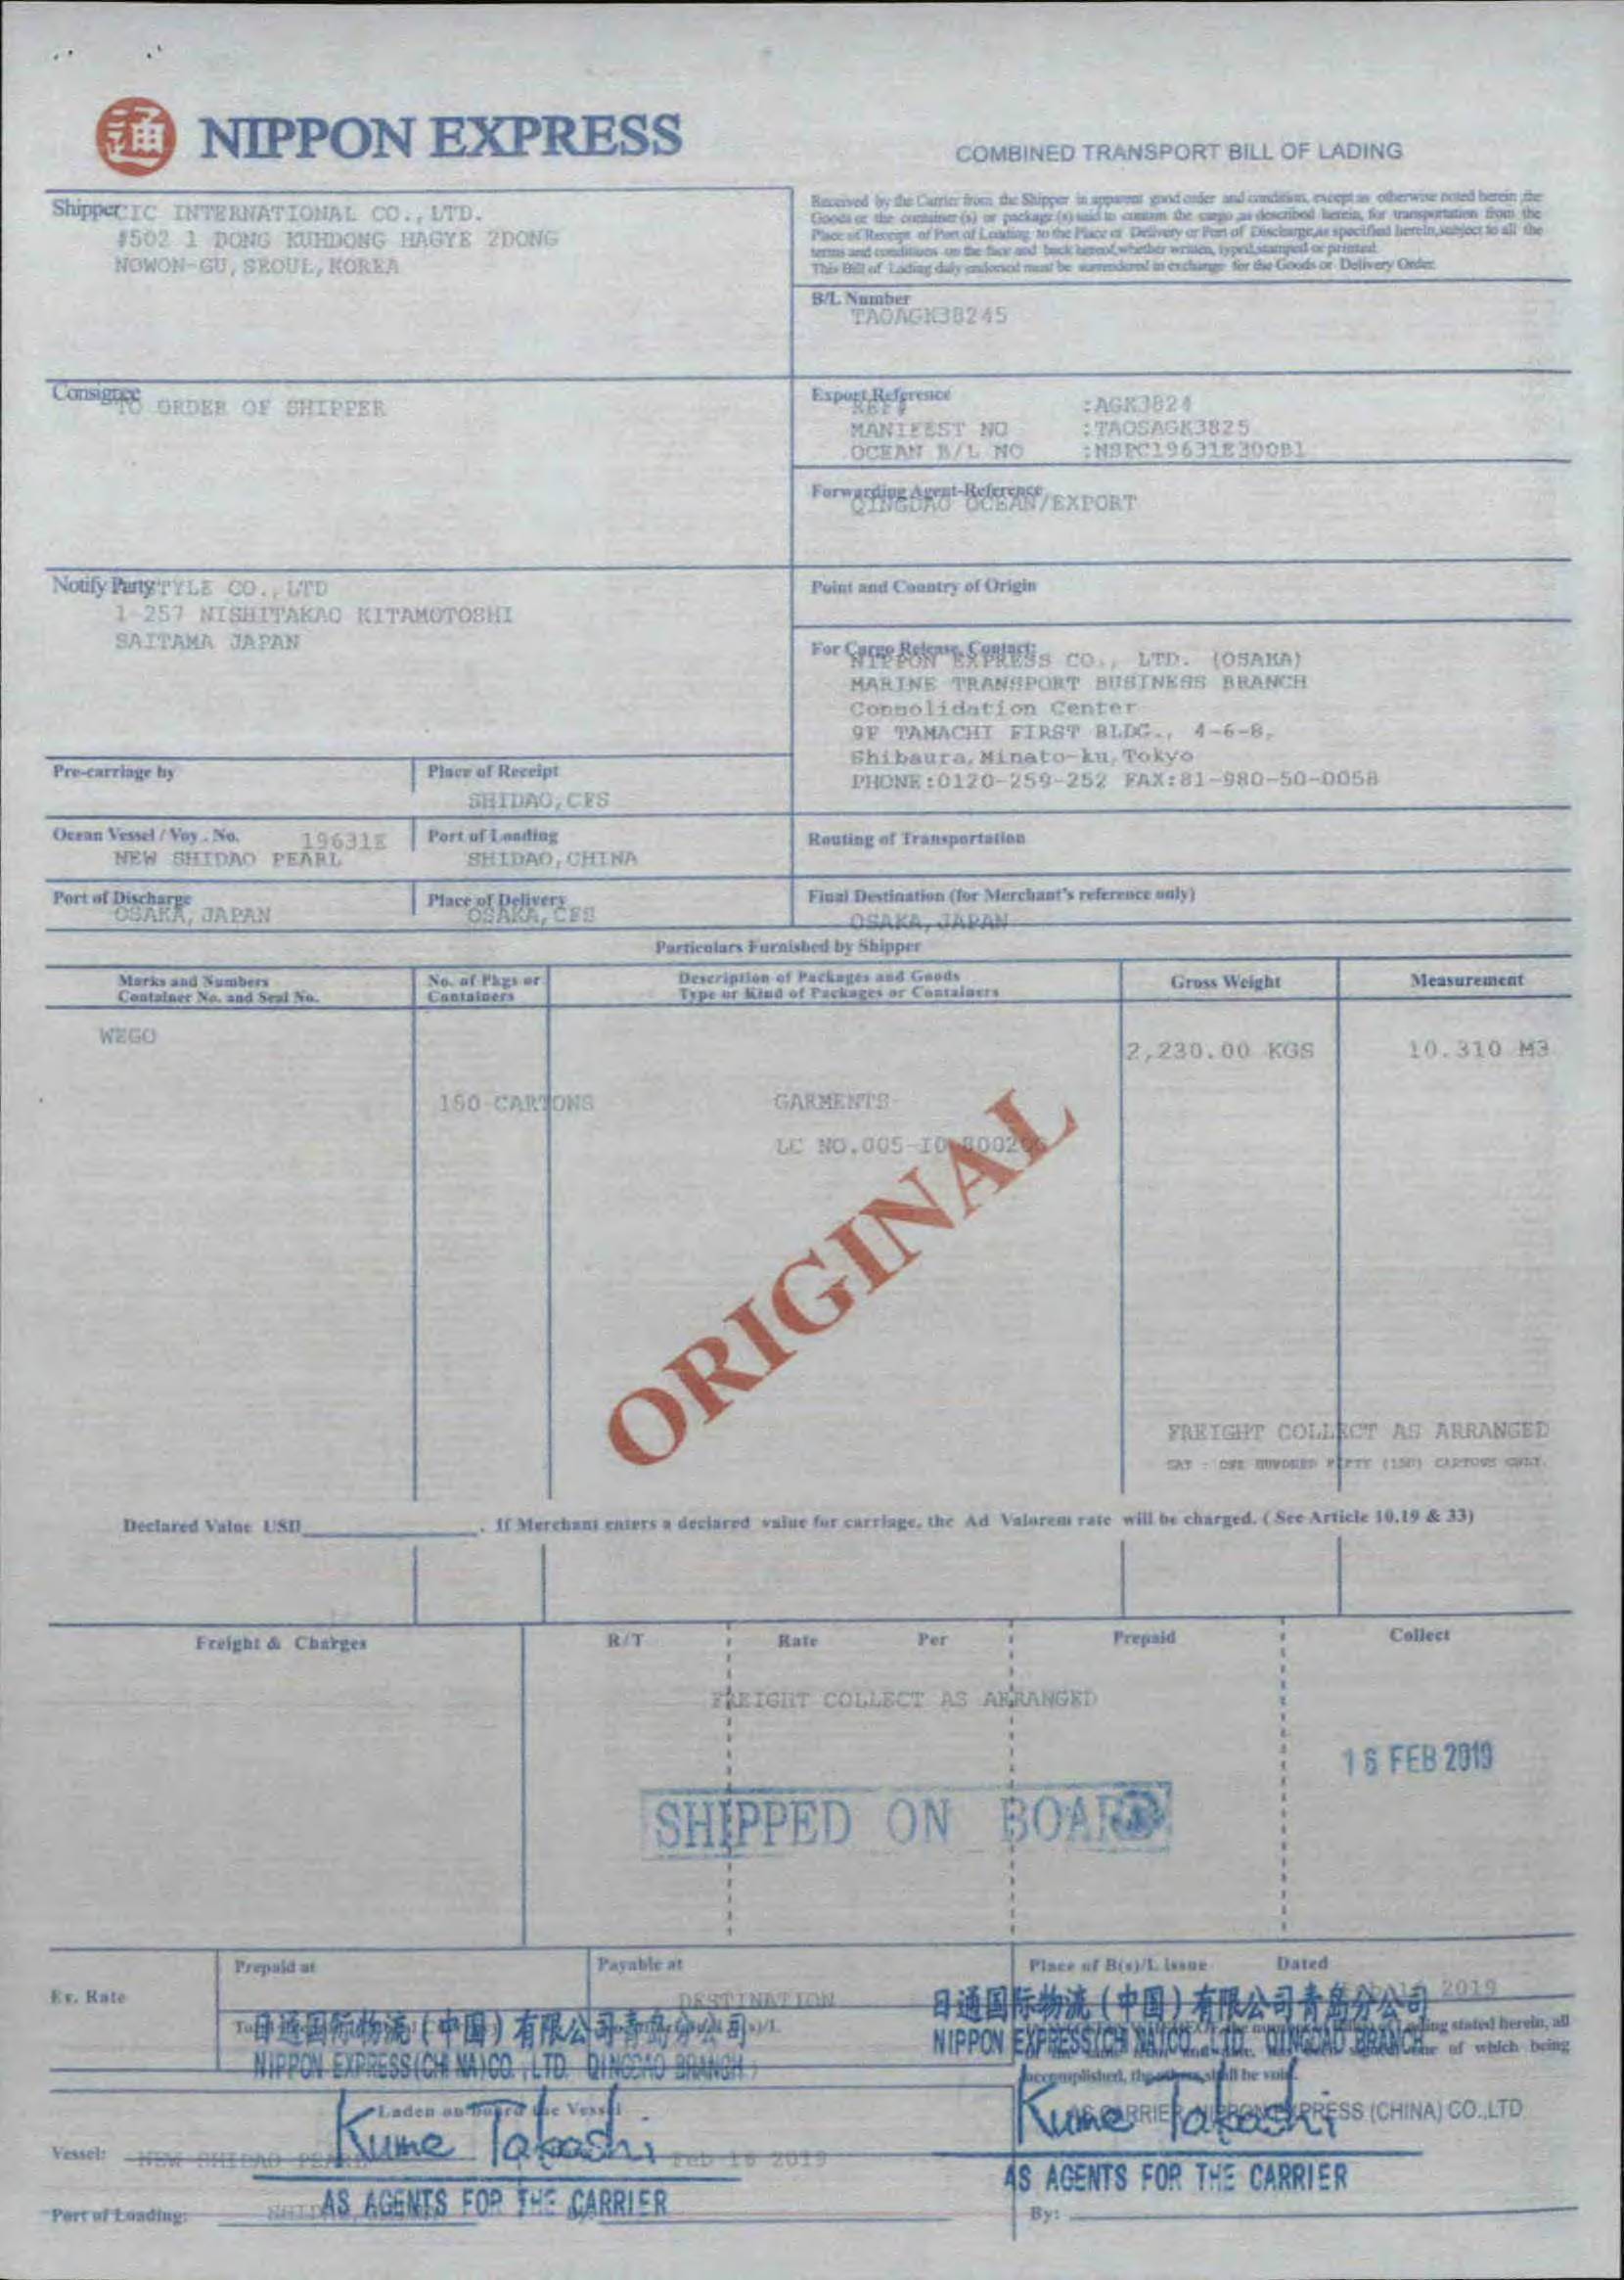 通 NIPPON EXPRESS
COMBINED TRANSPORT BILL OF LADING
Shipper
CIC INTERNATIONAL CO.,LTD.
#502 1 DONG KUHDONG HAGYE 2DONG
NOWON-GU,SEOUL,KOREA
Received by the Carrier from the Shipper in apparent good order and condition, except as otherwise noted herein, the
Goods or the container (s) or package (s) said to contain the cargo as described herein, for transportation from the
Place of Receipt of Port of Loading to the Place or Delivery or Port of Discharge,as specified herein,subject to all the
terms and conditions on the face and back hereof,whether written, typed,stamped or printed.
This Bill of Lading duly endorsed must be surrendered in exchange for the Goods or Delivery Order.
B/L Number
TAOAGK38245
Consignee
TO ORDER OF SHIPPER
Export Reference
REF# :AGK3824
MANIFEST NO :TAOSAGK3825
OCEAN B/L NO :NSPC19631E300B1
Forwarding Agent-Reference
QINGDAO OCEAN/EXPORT
Notify Party
STYLE CO.,LTD
1-257 NISHITAKAO KITAMOTOSHI
SAITAMA JAPAN
Point and Country of Origin
For Cargo Release, Contact:
NIPPON EXPRESS CO., LTD. (OSAKA)
MARINE TRANSPORT BUSINESS BRANCH
Consolidation Center
9F TAMACHI FIRST BLDG., 4-6-8,
Shibaura,Minato-ku,Tokyo
PHONE:0120-259-252 FAX:81-980-50-0058
Pre-carriage by
Place of Receipt
SHIDAO,CFS
Ocean Vessel / Voy . No. 19631E
NEW SHIDAO PEARL
Port of Loading
SHIDAO,CHINA
Routing of Transportation
Port of Discharge
OSAKA, JAPAN
Place of Delivery
OSAKA,CFS
Final Destination (for Merchant's reference only)
OSAKA, JAPAN
Particulars Furnished by Shipper
Marks and Numbers
Container No. and Seal No.
No. of Pkgs or
Containers
Description of Packages and Goods
Type or Kind of Packages or Containers
Gross Weight
Measurement
WEGO
2,230.00 KGS
10.310 M3
150 CARTONS
GARMENTS
LC NO.005-
ORIGINAL
FREIGHT COLLECT AS ARRANGED
SAY : ONE HUNDRED FIFTY (150) CARTONS ONLY.
Declared Value USD . If Merchant enters a declared value for carriage, the Ad Valorem rate will be charged. ( See Article 10.19 & 33)
Freight & Charges
R/T
Rate
Per
Prepaid
Collect
FREIGHT COLLECT AS ARRANGED
16 FEB 2019
SHIPPED ON BOARD
Ex. Rate
Prepaid at
Payable at
DESTINATION
Place of B(s)/L Issue
Dated
2019
日通国际物流(中国)有限公司青岛分公司
NIPPON EXPRESS(CHINA)CO.,LTD. QINGDAO BRANCH
日通国际物流(中国)有限公司青岛分公司
NIPPON EXPRESS(CHINA)CO.,LTD. QINGDAO BRANCH
stated herein, all
of which being
accomplished, the others shall be void.
Laden on Board the Vessel
Kume Takashi
Vessel: NEW SHIDAO PEARL Feb 16 2019
AS AGENTS FOR THE CARRIER
Port of Loading:
AS CARRIER NIPPON EXPRESS (CHINA) CO.,LTD
Kume Takashi
AS AGENTS FOR THE CARRIER
By: